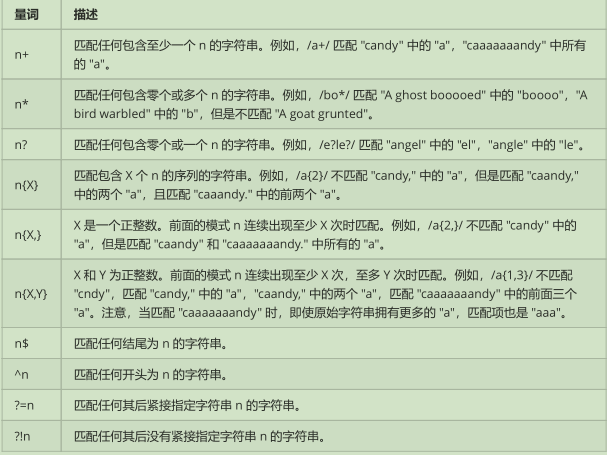 量词 描述
n+ 匹配任何包含至少一个 n 的字符串。例如，/a+/ 匹配 "candy" 中的 "a"，"caaaaaaandy" 中所有
的 "a"。
n* 匹配任何包含零个或多个 n 的字符串。例如，/bo*/ 匹配 "A ghost booooed" 中的 "boooo"，"A
bird warbled" 中的 "b"，但是不匹配 "A goat grunted"。
n? 匹配任何包含零个或一个 n 的字符串。例如，/e?le?/ 匹配 "angel" 中的 "el"，"angle" 中的 "le"。
n{X} 匹配包含 X 个 n 的序列的字符串。例如，/a{2}/ 不匹配 "candy," 中的 "a"，但是匹配 "caandy,"
中的两个 "a"，且匹配 "caaandy." 中的前两个 "a"。
n{X,} X 是一个正整数。前面的模式 n 连续出现至少 X 次时匹配。例如，/a{2,}/ 不匹配 "candy" 中的
"a"，但是匹配 "caandy" 和 "caaaaaaandy." 中所有的 "a"。
n{X,Y} X 和 Y 为正整数。前面的模式 n 连续出现至少 X 次，至多 Y 次时匹配。例如，/a{1,3}/ 不匹配
"cndy"，匹配 "candy," 中的 "a"，"caandy," 中的两个 "a"，匹配 "caaaaaaandy" 中的前面三个
"a"。注意，当匹配 "caaaaaaandy" 时，即使原始字符串拥有更多的 "a"，匹配项也是 "aaa"。
n$ 匹配任何结尾为 n 的字符串。
^n 匹配任何开头为 n 的字符串。
?=n 匹配任何其后紧接指定字符串 n 的字符串。
?!n 匹配任何其后没有紧接指定字符串 n 的字符串。